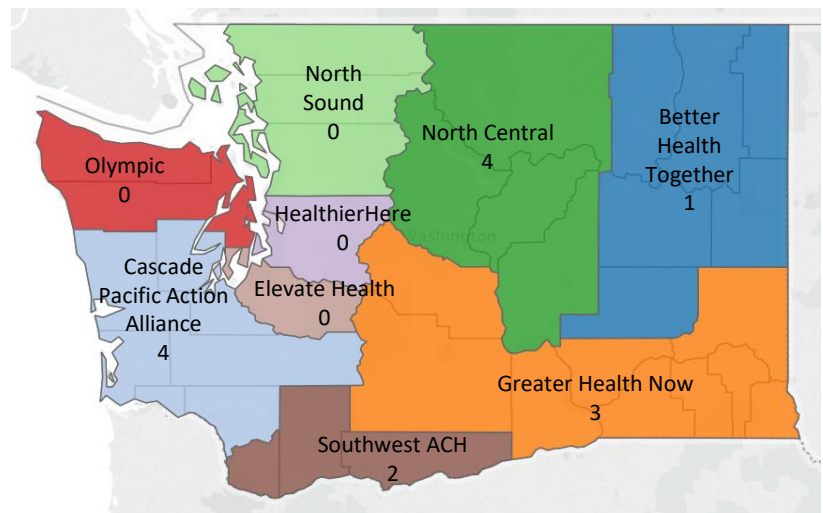 North
Sound
0
North Central
4
Better
Health
Together
1
Olympic
0
HealthierHere
0
Washington
Cascade
Pacific Action
Alliance
4
Elevate Health
0
Greater Health Now
3
Southwest ACH
2